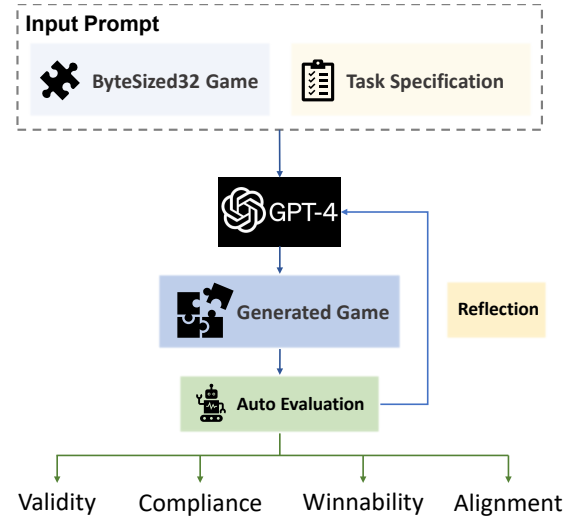 Input Prompt
ByteSized32 Game
Task Specification
GPT-4
Generated Game
Reflection
Auto Evaluation
Validity
Compliance
Winnability
Alignment